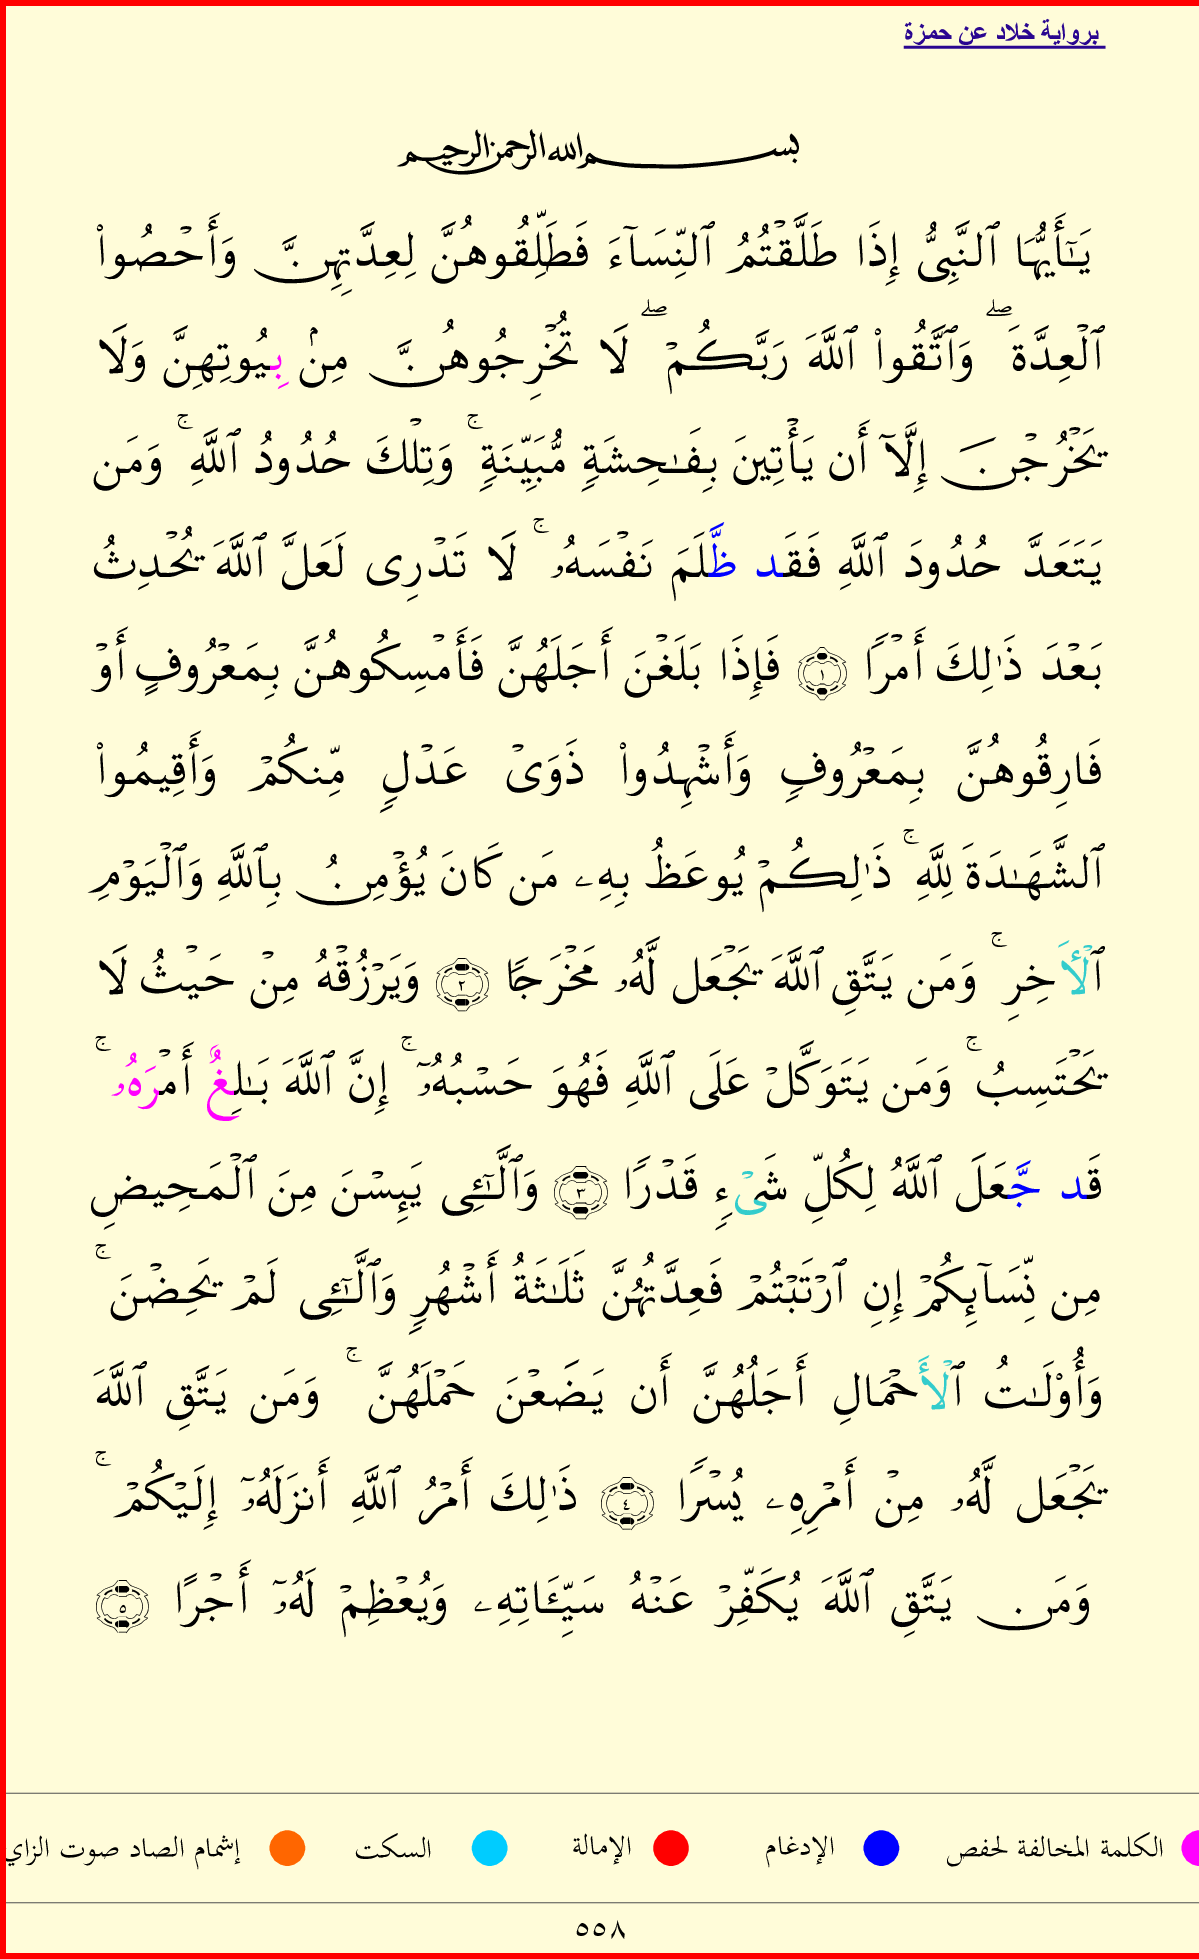 برواية خلاد عن حمزة
بسم الله الرحمن الرحيم
يَٰٓأَيُّهَا ٱلنَّبِىُّ إِذَا طَلَّقْتُمُ ٱلنِّسَآءَ فَطَلِّقُوهُنَّ لِعِدَّتِهِنَّ وَأَحْصُوا۟
ٱلْعِدَّةَ ۖ وَٱتَّقُوا۟ ٱللَّهَ رَبَّكُمْ ۖ لَا تُخْرِجُوهُنَّ مِنۢ بِيُوتِهِنَّ وَلَا
يَخْرُجْنَ إِلَّآ أَن يَأْتِينَ بِفَـٰحِشَةٍ مُّبَيِّنَةٍ ۚ وَتِلْكَ حُدُودُ ٱللَّهِ ۚ وَمَن
يَتَعَدَّ حُدُودَ ٱللَّهِ فَقَد ظَّلَمَ نَفْسَهُۥ ۚ لَا تَدْرِى لَعَلَّ ٱللَّهَ يُحْدِثُ
بَعْدَ ذَٰلِكَ أَمْرًا ١ فَإِذَا بَلَغْنَ أَجَلَهُنَّ فَأَمْسِكُوهُنَّ بِمَعْرُوفٍ أَوْ
فَارِقُوهُنَّ بِمَعْرُوفٍ وَأَشْهِدُوا۟ ذَوَىْ عَدْلٍ مِّنكُمْ وَأَقِيمُوا۟
ٱلشَّهَـٰدَةَ لِلَّهِ ۚ ذَٰلِكُمْ يُوعَظُ بِهِۦ مَن كَانَ يُؤْمِنُ بِٱللَّهِ وَٱلْيَوْمِ
ٱلْأَخِرِ ۚ وَمَن يَتَّقِ ٱللَّهَ يَجْعَل لَّهُۥ مَخْرَجًا ٢ وَيَرْزُقْهُ مِنْ حَيْثُ لَا
يَحْتَسِبُ ۚ وَمَن يَتَوَكَّلْ عَلَى ٱللَّهِ فَهُوَ حَسْبُهُۥٓ ۚ إِنَّ ٱللَّهَ بَـٰلِغٌ أَمْرَهُۥ ۚ
قَد جَّعَلَ ٱللَّهُ لِكُلِّ شَىْءٍ قَدْرًا ٣ وَٱلَّـٰٓـِٔى يَئِسْنَ مِنَ ٱلْمَحِيضِ
مِن نِّسَآئِكُمْ إِنِ ٱرْتَبْتُمْ فَعِدَّتُهُنَّ ثَلَـٰثَةُ أَشْهُرٍ وَٱلَّـٰٓـِٔى لَمْ يَحِضْنَ ۚ
وَأُو۟لَـٰتُ ٱلْأَحْمَالِ أَجَلُهُنَّ أَن يَضَعْنَ حَمْلَهُنَّ ۚ وَمَن يَتَّقِ ٱللَّهَ
يَجْعَل لَّهُۥ مِنْ أَمْرِهِۦ يُسْرًا ٤ ذَٰلِكَ أَمْرُ ٱللَّهِ أَنزَلَهُۥٓ إِلَيْكُمْ ۚ
وَمَن يَتَّقِ ٱللَّهَ يُكَفِّرْ عَنْهُ سَيِّـَٔاتِهِۦ وَيُعْظِمْ لَهُۥٓ أَجْرًا ٥
الكلمة المخالفة لحفص الإدغام الإمالة السكت إشمام الصاد صوت الزاي
٥٥٨